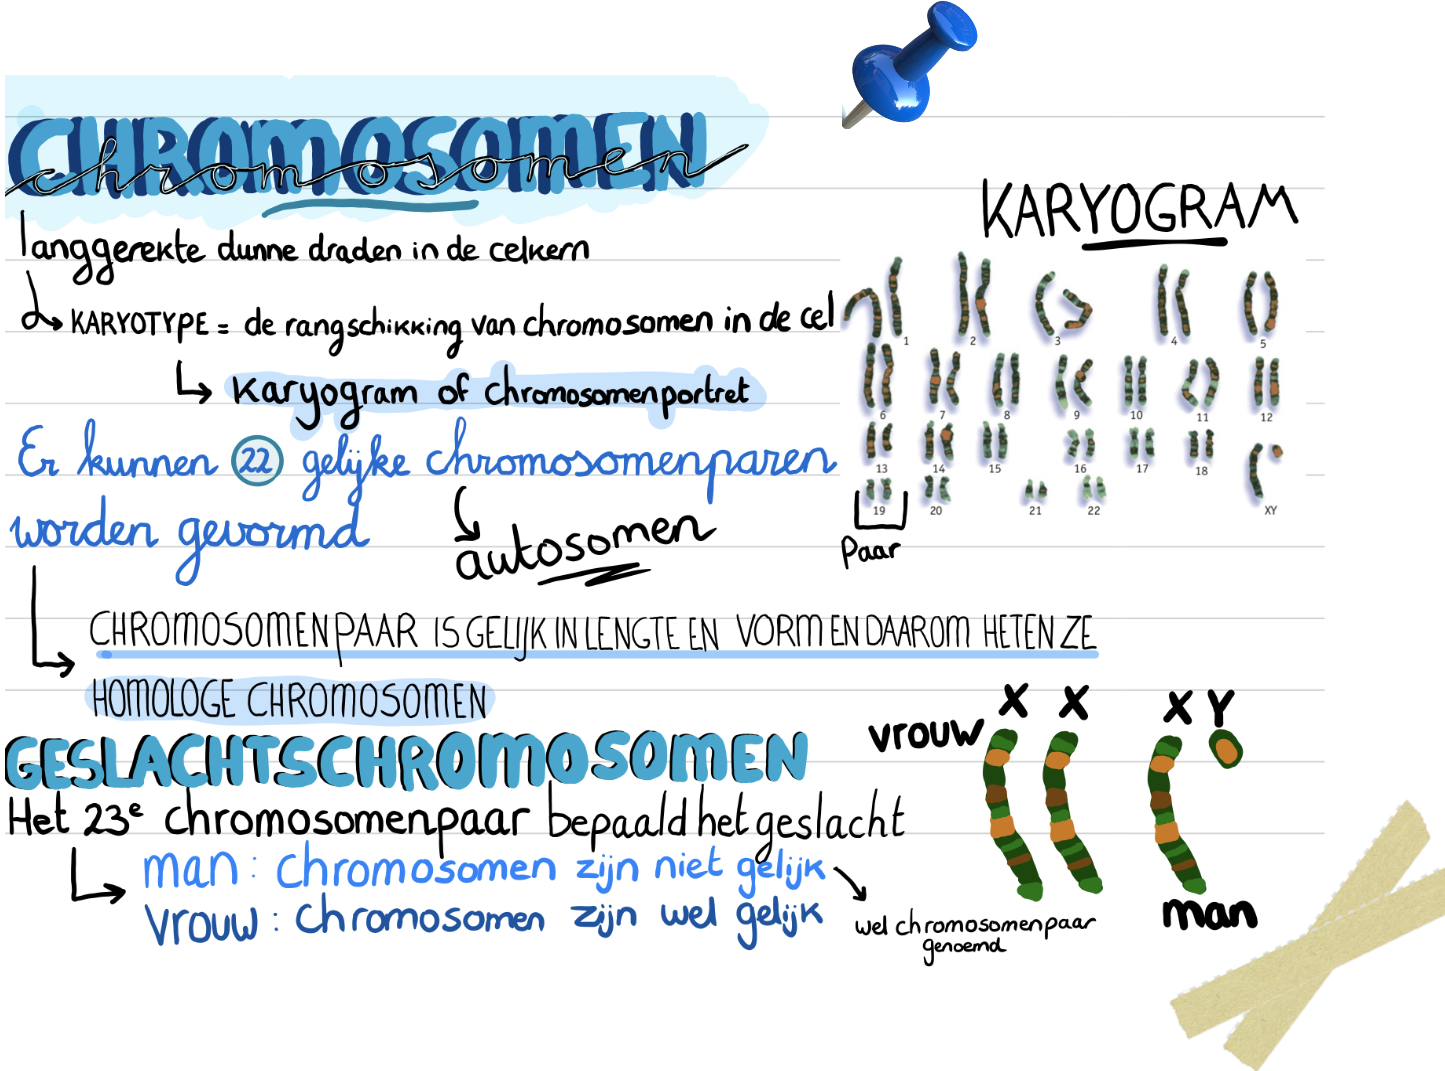 CHROMOSOMEN
chromosomen
langgerekte dunne draden in de celkern
KARYOTYPE = de rangschikking van chromosomen in de cel
karyogram of chromosomenportret
Er kunnen 22 gelijke chromosomenparen
worden gevormd
autosomen
CHROMOSOMENPAAR IS GELIJK IN LENGTE EN VORM EN DAAROM HETEN ZE
HOMOLOGE CHROMOSOMEN
KARYOGRAM
1 2 3 4 5
6 7 8 9 10 11 12
13 14 15 16 17 18
19 20 21 22 XY
Paar
GESLACHTSCHROMOSOMEN
Het 23e chromosomenpaar bepaald het geslacht
man: chromosomen zijn niet gelijk
vrouw: chromosomen zijn wel gelijk
wel chromosomenpaar
genoemd
X X X Y
vrouw
man